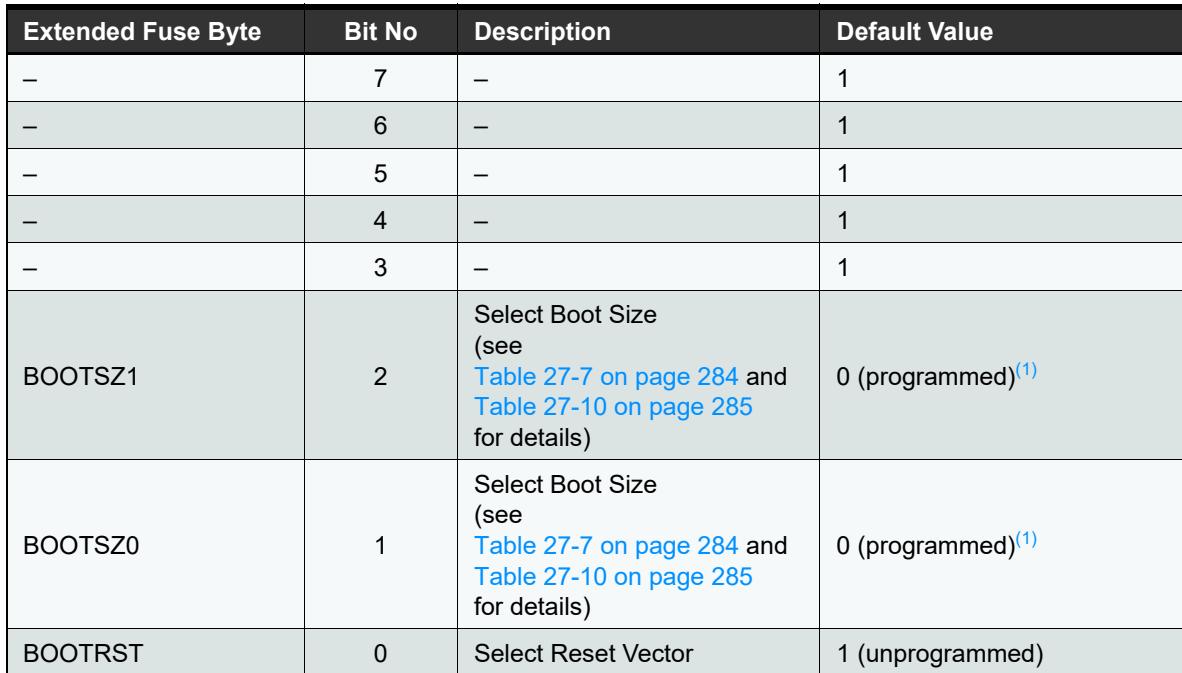 Extended Fuse Byte Bit No Description Default Value
– 7 – 1
– 6 – 1
– 5 – 1
– 4 – 1
– 3 – 1
BOOTSZ1 2 Select Boot Size
(see
Table 27-7 on page 284 and
Table 27-10 on page 285
for details) 0 (programmed)(1)
BOOTSZ0 1 Select Boot Size
(see
Table 27-7 on page 284 and
Table 27-10 on page 285
for details) 0 (programmed)(1)
BOOTRST 0 Select Reset Vector 1 (unprogrammed)